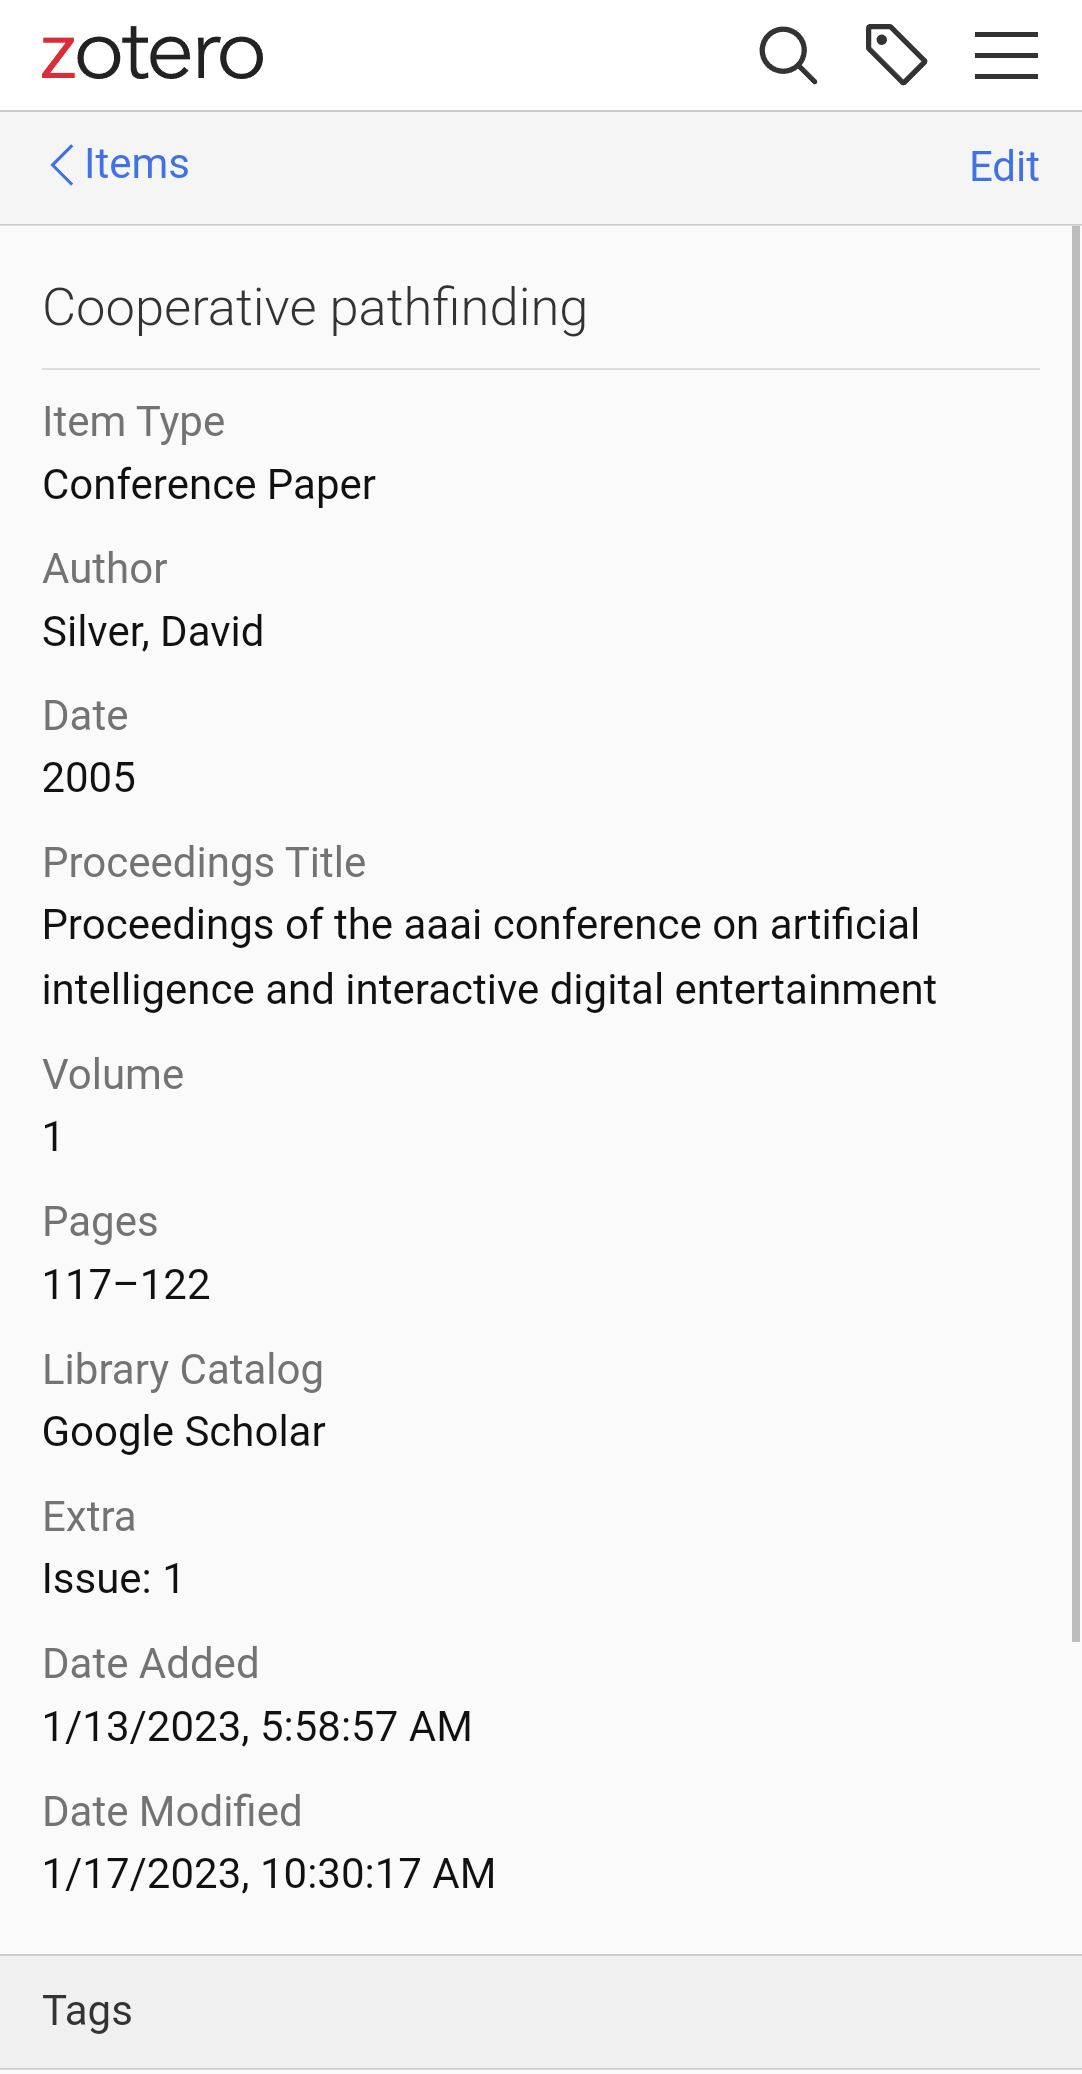 zotero
Items
Edit
Cooperative pathfinding
Item Type
Conference Paper
Author
Silver, David
Date
2005
Proceedings Title
Proceedings of the aaai conference on artificial
intelligence and interactive digital entertainment
Volume
1
Pages
117–122
Library Catalog
Google Scholar
Extra
Issue: 1
Date Added
1/13/2023, 5:58:57 AM
Date Modified
1/17/2023, 10:30:17 AM
Tags